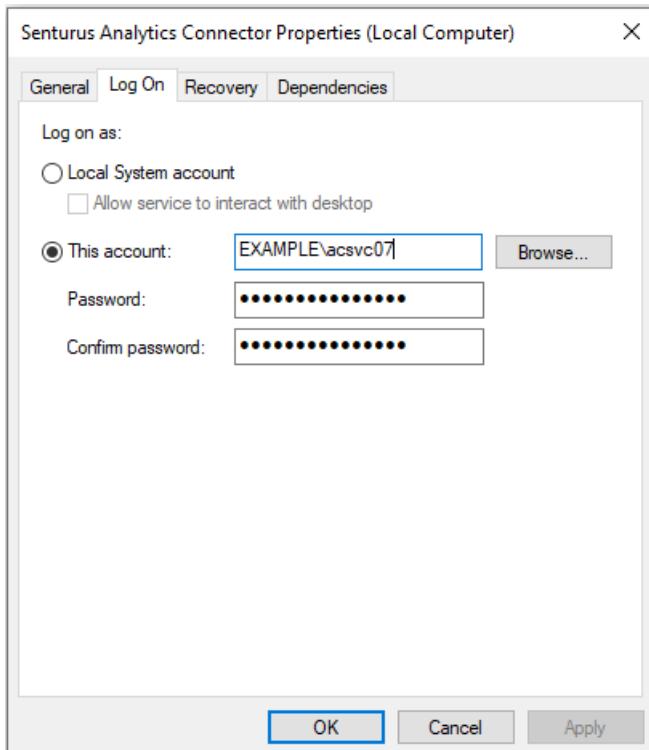 Senturus Analytics Connector Properties (Local Computer)
General Log On Recovery Dependencies
Log on as:
Local System account
Allow service to interact with desktop
This account: EXAMPLE\acsvc07 Browse...
Password: ●●●●●●●●●●●●●●●
Confirm password: ●●●●●●●●●●●●●●●
OK Cancel Apply